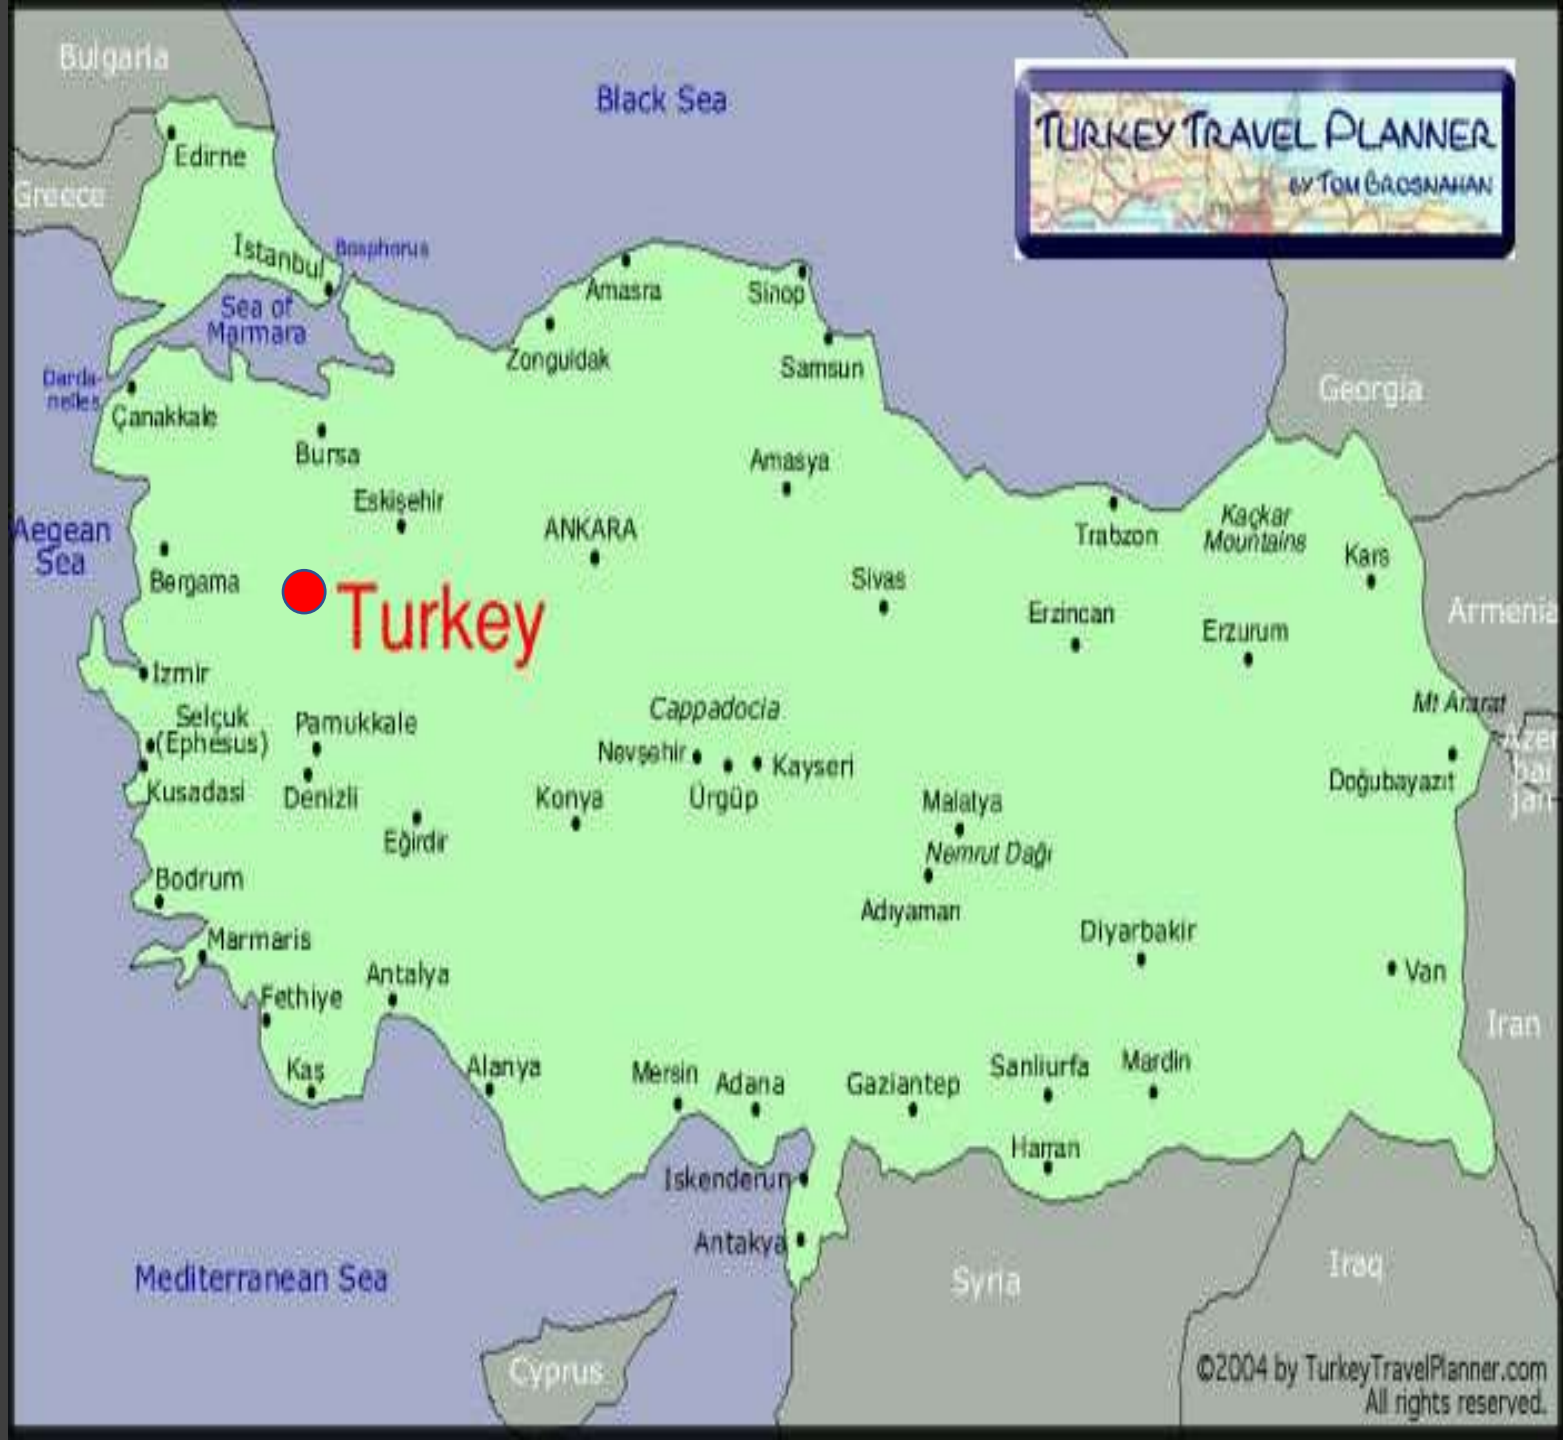 Bulgaria
Black Sea
TURKEY TRAVEL PLANNER
BY TOM BROSNAHAN
Edirne
Greece
Istanbul
Bosphorus
Sea of
Marmara
Amasra
Sinop
Zonguldak
Samsun
Darda-
nelles
Çanakkale
Georgia
Bursa
Amasya
Eskişehir
ANKARA
Aegean
Sea
Trabzon
Kaçkar
Mountains
Kars
Bergama
Sivas
Turkey
Erzincan
Erzurum
Armenia
Izmir
Mt Ararat
Selçuk
(Ephesus)
Pamukkale
Cappadocia
Nevşehir
Kayseri
Azer
bai
jan
Kusadasi
Denizli
Konya
Ürgüp
Malatya
Doğubayazıt
Eğirdir
Nemrut Dağı
Bodrum
Adıyaman
Marmaris
Diyarbakir
Antalya
Van
Fethiye
Iran
Kaş
Alanya
Mersin
Adana
Gaziantep
Sanliurfa
Mardin
Harran
Iskenderun
Antakya
Mediterranean Sea
Syria
Iraq
Cyprus
©2004 by TurkeyTravelPlanner.com
All rights reserved.